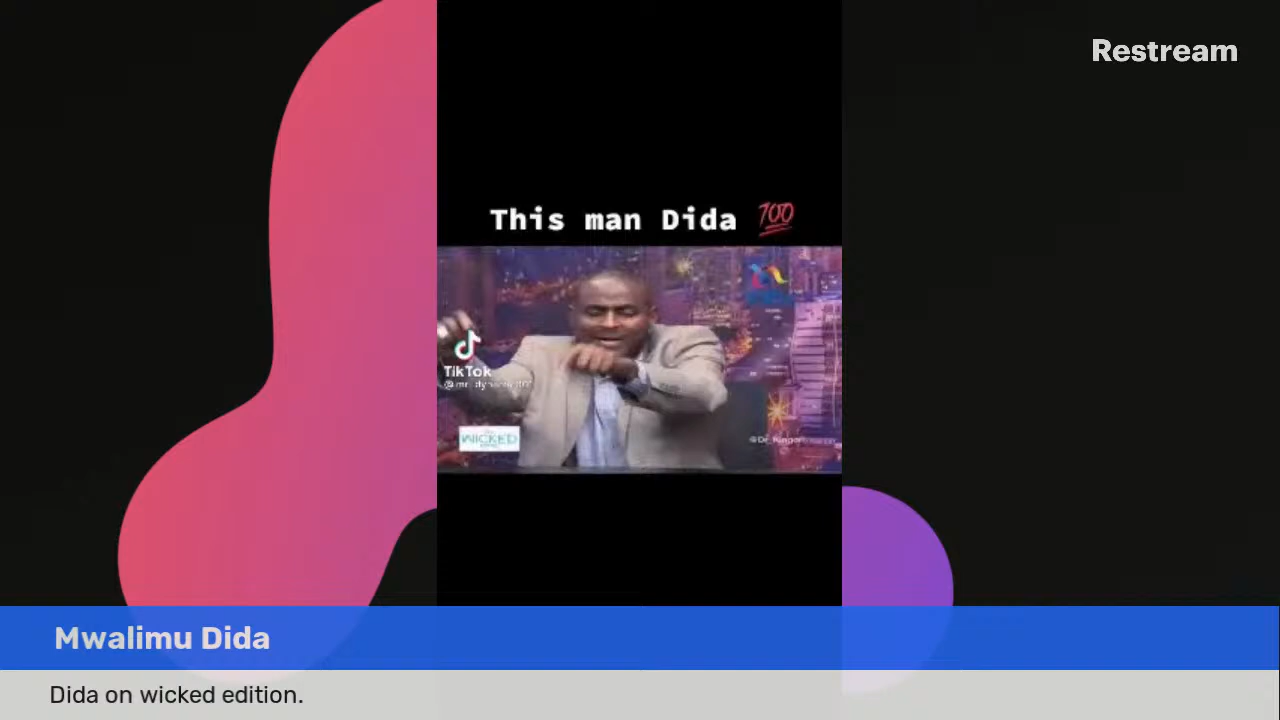 Restream
This man Dida 💯
TikTok
WICKED
Mwalimu Dida
Dida on wicked edition.